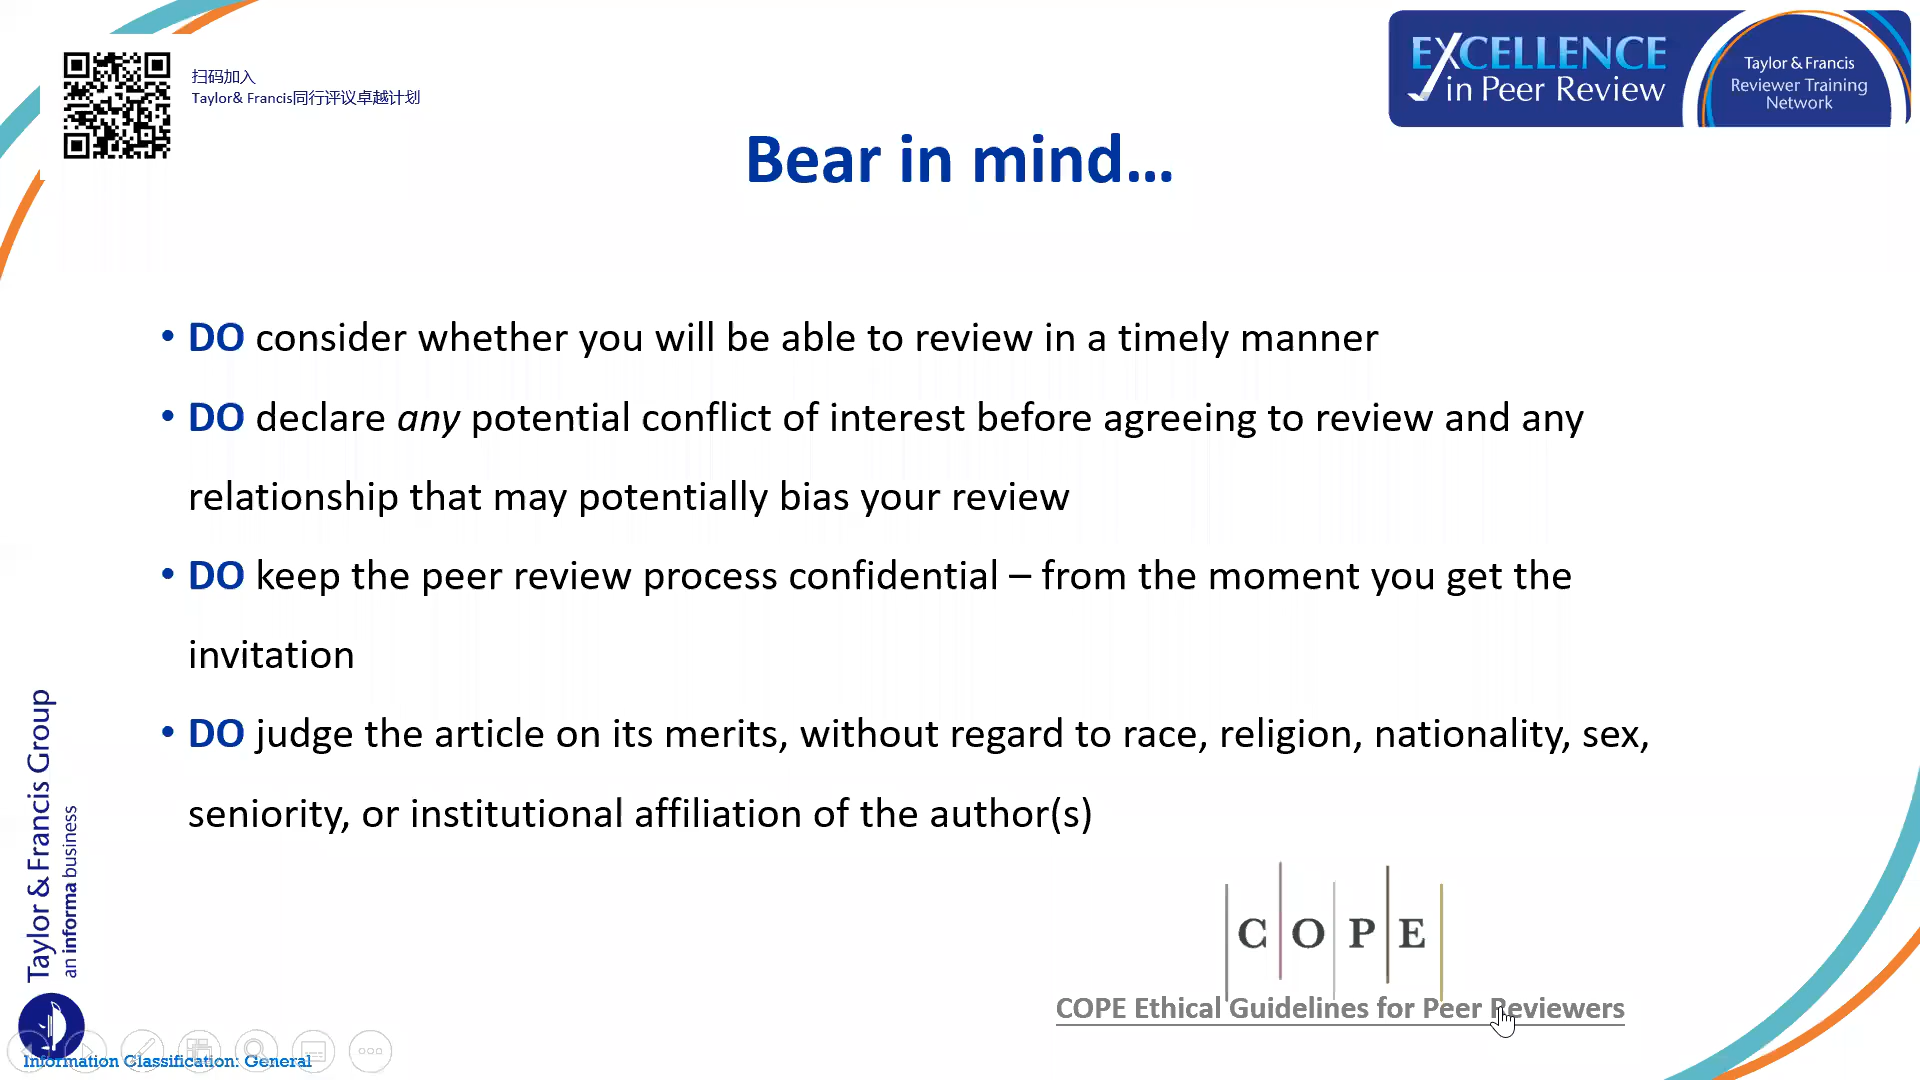 扫码加入
Taylor& Francis同行评议卓越计划
EXCELLENCE
in Peer Review
Taylor & Francis
Reviewer Training
Network
Bear in mind...
• DO consider whether you will be able to review in a timely manner
• DO declare any potential conflict of interest before agreeing to review and any
relationship that may potentially bias your review
• DO keep the peer review process confidential – from the moment you get the
invitation
• DO judge the article on its merits, without regard to race, religion, nationality, sex,
seniority, or institutional affiliation of the author(s)
C O P E
COPE Ethical Guidelines for Peer Reviewers
Taylor & Francis Group
an informa business
Information Classification: General